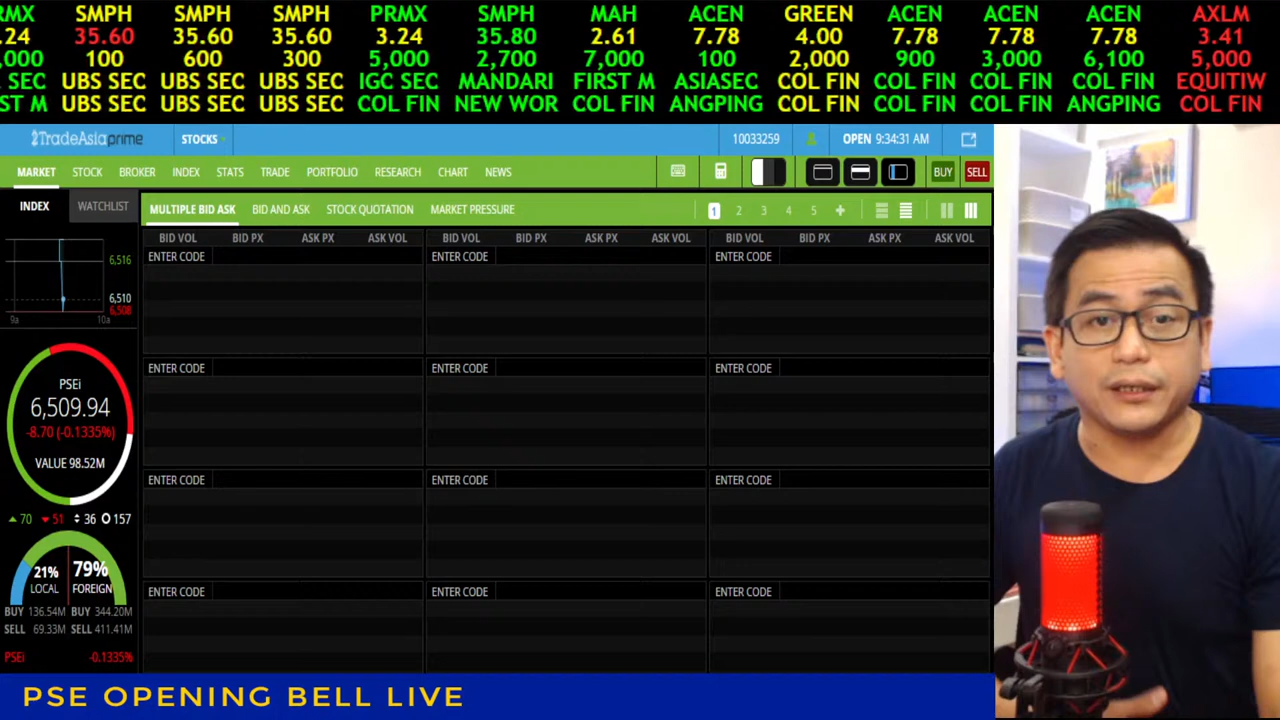 RMX SMPH SMPH SMPH PRMX SMPH MAH ACEN GREEN ACEN ACEN ACEN AXLM
.24 35.60 35.60 35.60 3.24 35.80 2.61 7.78 4.00 7.78 7.78 7.78 3.41
,000 100 600 300 5,000 2,700 7,000 100 2,000 900 3,000 6,100 5,000
SEC UBS SEC UBS SEC UBS SEC IGC SEC MANDARI FIRST M ASIASEC COL FIN COL FIN COL FIN COL FIN EQUITIW
ST M UBS SEC UBS SEC UBS SEC COL FIN NEW WOR COL FIN ANGPING COL FIN COL FIN COL FIN ANGPING COL FIN
2TradeAsiaprime STOCKS 10033259 OPEN 9:34:31 AM
MARKET STOCK BROKER INDEX STATS TRADE PORTFOLIO RESEARCH CHART NEWS BUY SELL
INDEX WATCHLIST MULTIPLE BID ASK BID AND ASK STOCK QUOTATION MARKET PRESSURE 1 2 3 4 5 +
BID VOL BID PX ASK PX ASK VOL BID VOL BID PX ASK PX ASK VOL BID VOL BID PX ASK PX ASK VOL
ENTER CODE ENTER CODE ENTER CODE
6,516
6,510
6,508
9a 10a
ENTER CODE ENTER CODE ENTER CODE
PSEi
6,509.94
-8.70 (-0.1335%)
VALUE 98.52M
ENTER CODE ENTER CODE ENTER CODE
70 51 36 157
21% 79%
LOCAL FOREIGN
ENTER CODE ENTER CODE ENTER CODE
BUY 136.54M BUY 344.20M
SELL 69.33M SELL 411.41M
PSEi -0.1335%
PSE OPENING BELL LIVE